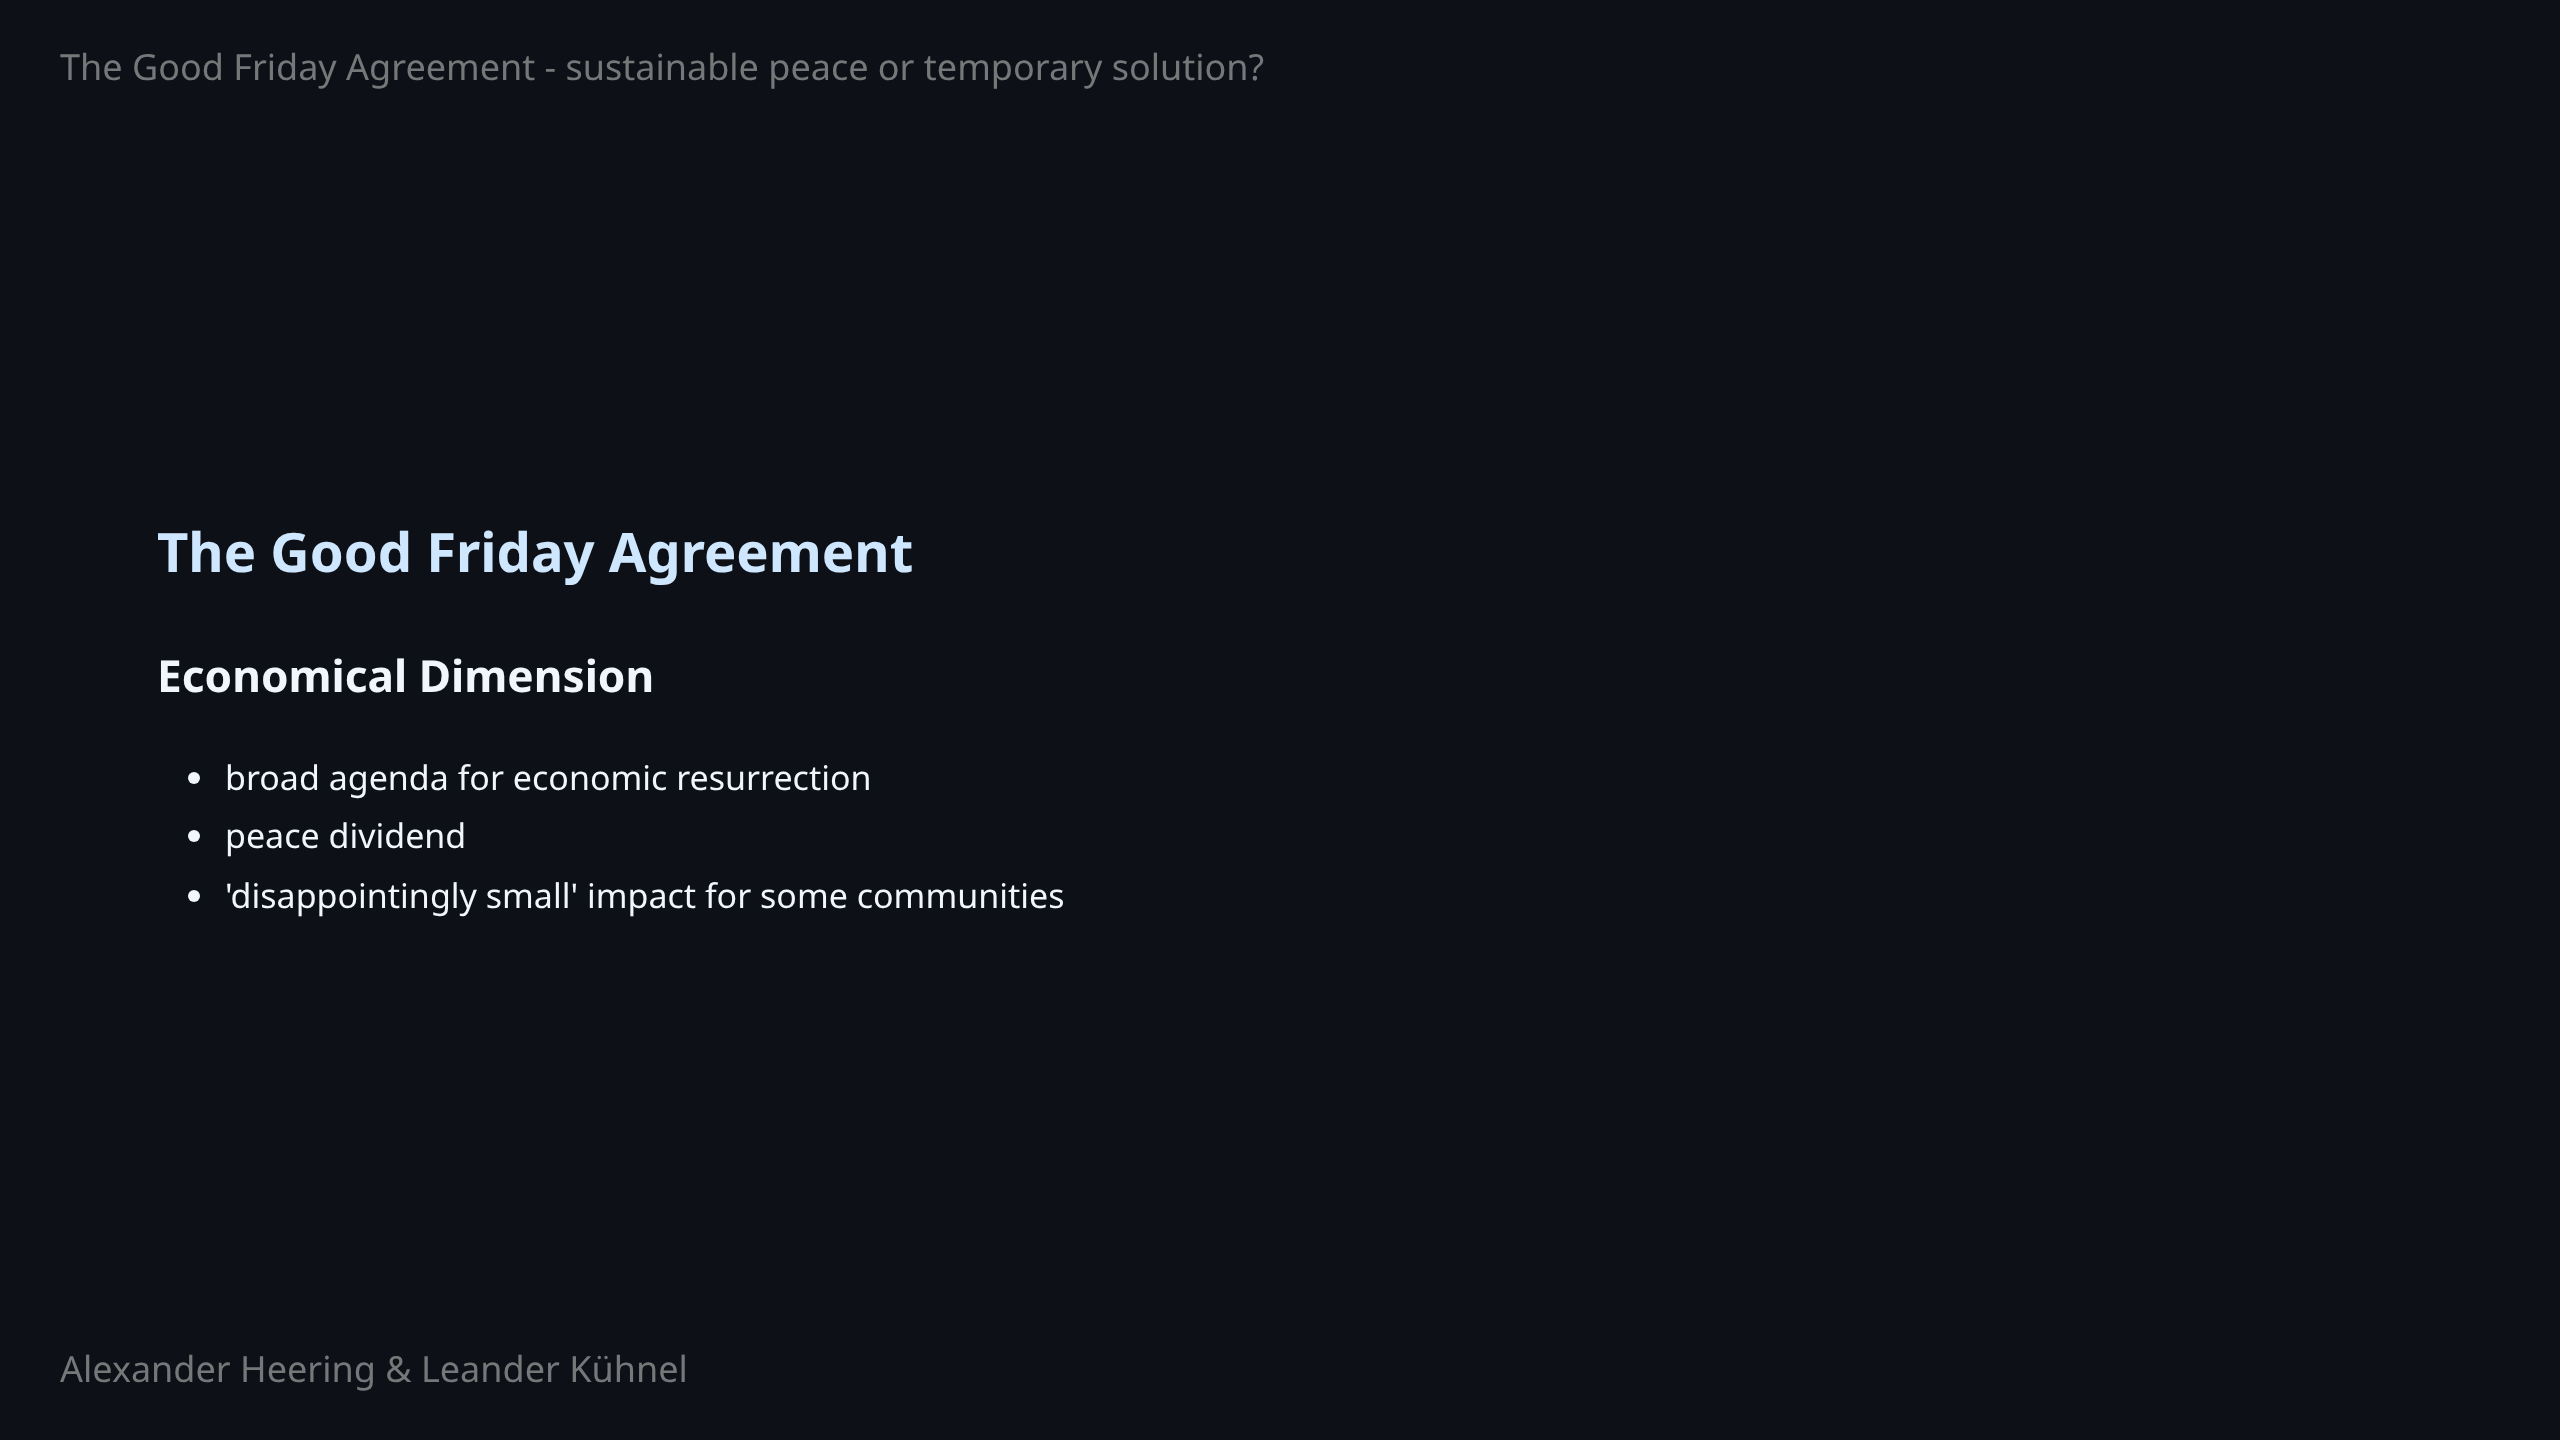 The Good Friday Agreement - sustainable peace or temporary solution?
The Good Friday Agreement
Economical Dimension
• broad agenda for economic resurrection
• peace dividend
• 'disappointingly small' impact for some communities
Alexander Heering & Leander Kühnel